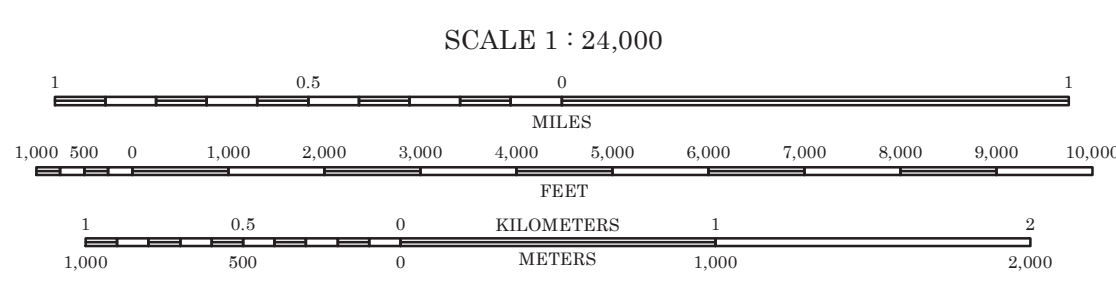 SCALE 1 : 24,000
1 0.5 0 1
MILES
1,000 500 0 1,000 2,000 3,000 4,000 5,000 6,000 7,000 8,000 9,000 10,000
FEET
1 0.5 0 KILOMETERS 1 2
1,000 500 0 METERS 1,000 2,000